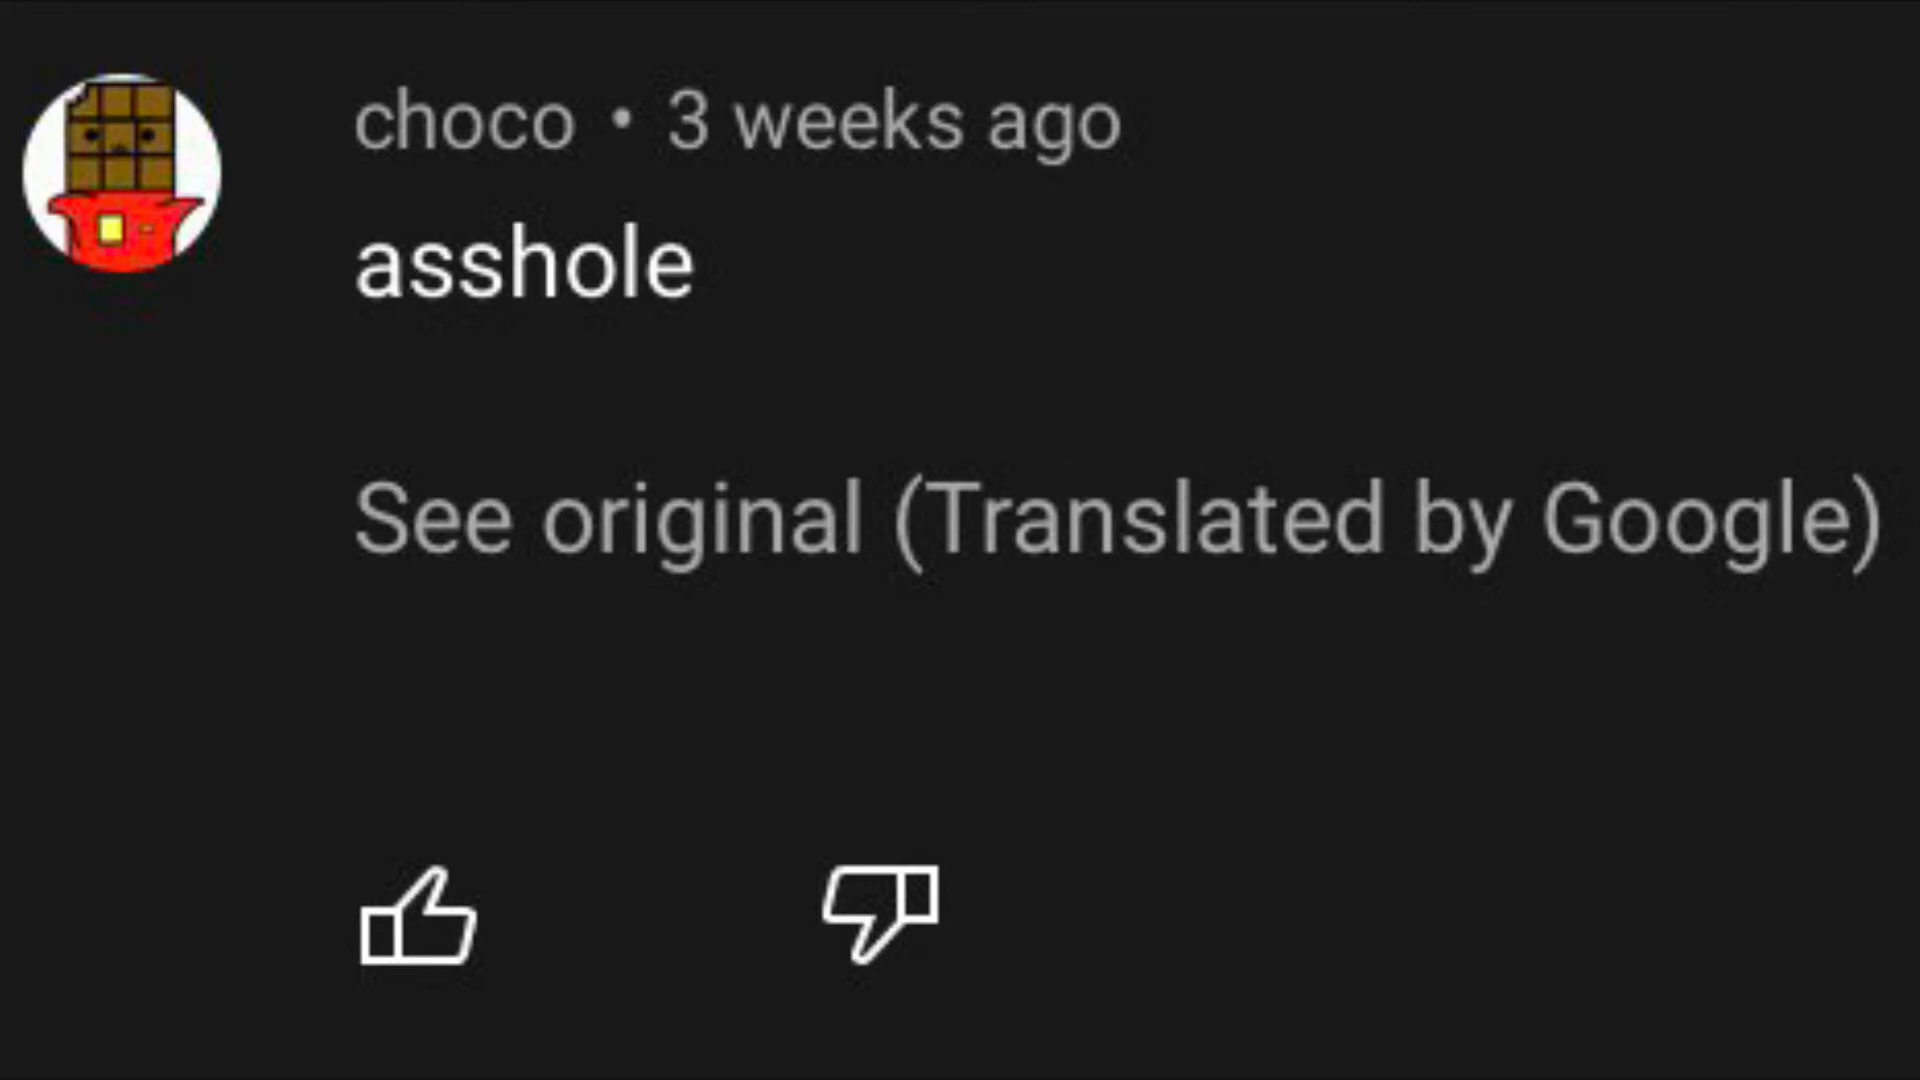 choco • 3 weeks ago
asshole
See original (Translated by Google)